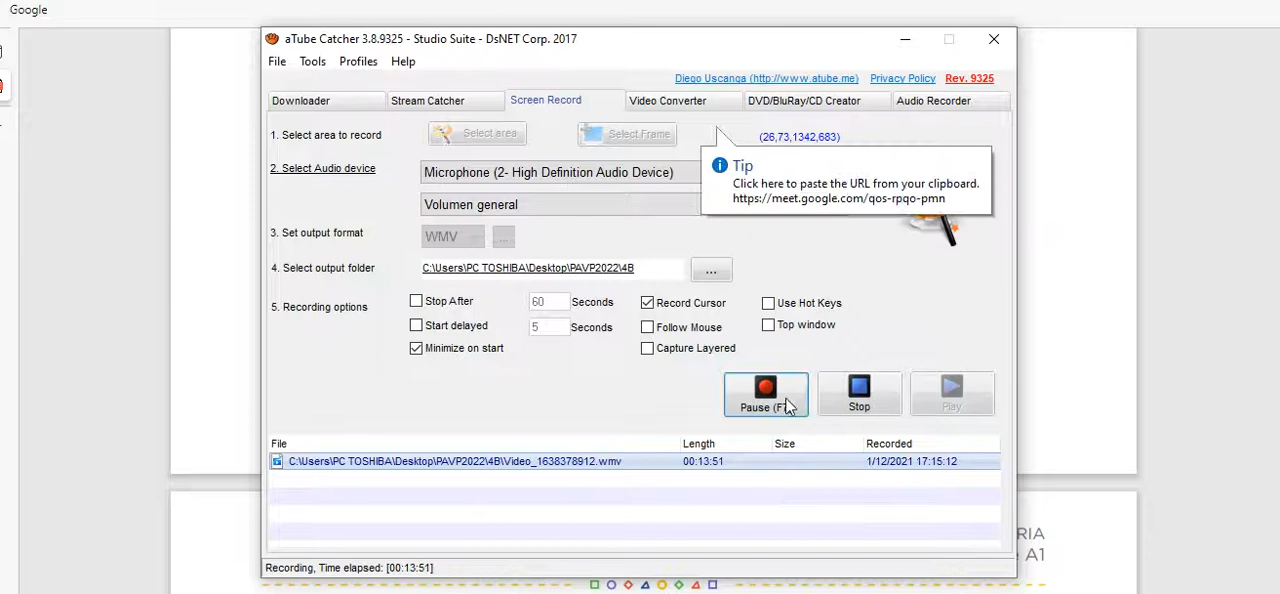 Google
aTube Catcher 3.8.9325 - Studio Suite - DsNET Corp. 2017
File Tools Profiles Help
Diego Uscanga (http://www.atube.me) Privacy Policy Rev. 9325
Downloader Stream Catcher Screen Record Video Converter DVD/BluRay/CD Creator Audio Recorder
1. Select area to record Select area Select Frame (26,73,1342,683)
2. Select Audio device Microphone (2- High Definition Audio Device)
Tip
Click here to paste the URL from your clipboard.
https://meet.google.com/qos-rpqo-pmn
Volumen general
3. Set output format WMV ...
4. Select output folder C:\Users\PC TOSHIBA\Desktop\PAVP2022\4B ...
5. Recording options Stop After 60 Seconds Record Cursor Use Hot Keys
Start delayed 5 Seconds Follow Mouse Top window
Minimize on start Capture Layered
Pause Stop Play
File Length Size Recorded
C:\Users\PC TOSHIBA\Desktop\PAVP2022\4B\Video_1638378912.wmv 00:13:51 1/12/2021 17:15:12
RIA
A1
Recording, Time elapsed: [00:13:51]